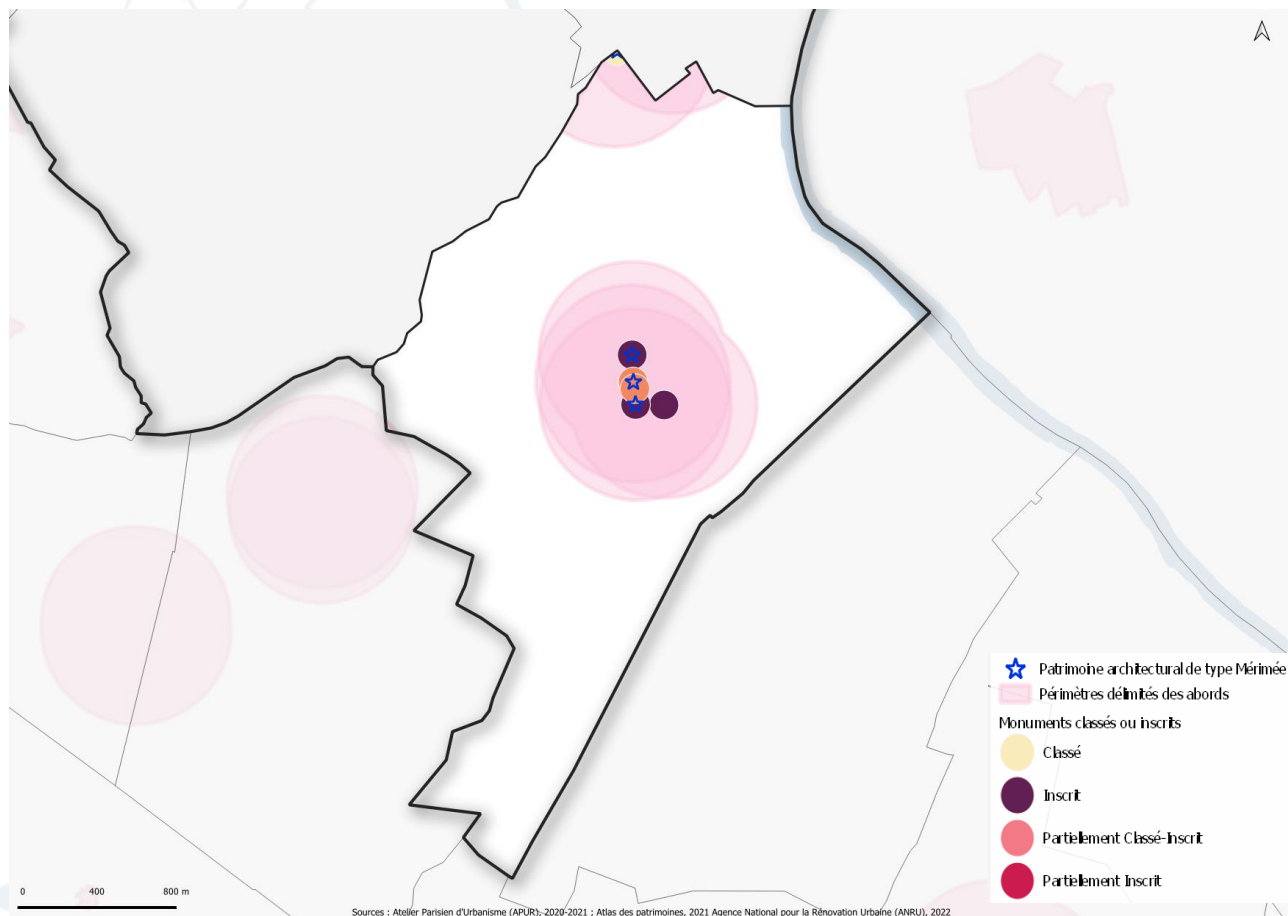 Patrimoine architectural de type Mérimée
Périmètres délimités des abords
Monuments classés ou inscrits
Classé
Inscrit
Partiellement Classé-Inscrit
Partiellement Inscrit
0 400 800 m
Sources : Atelier Parisien d'Urbanisme (APUR), 2020-2021 ; Atlas des patrimoines, 2021 Agence National pour la Rénovation Urbaine (ANRU), 2022